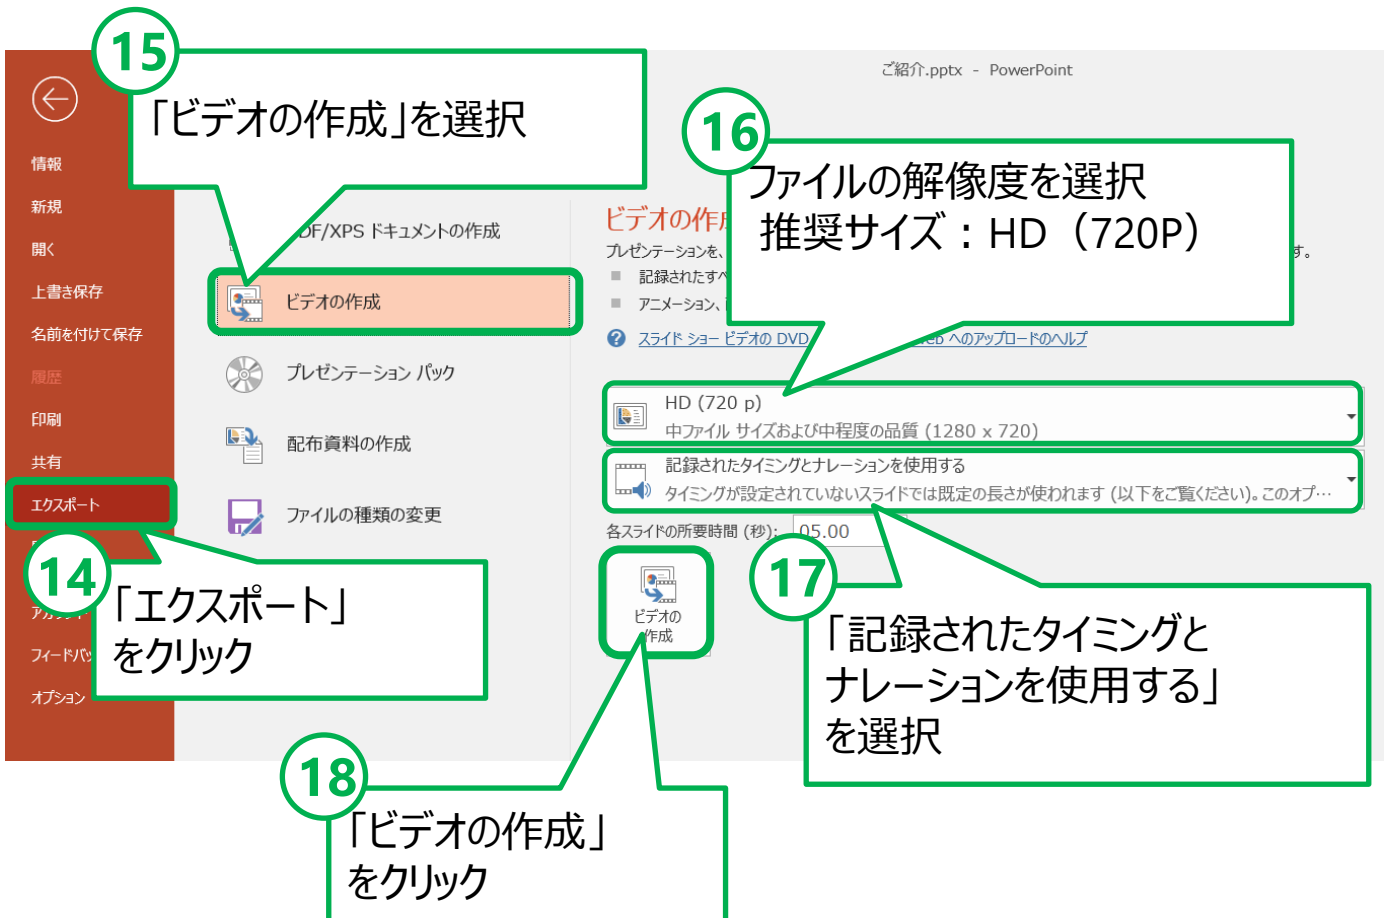 15
「ビデオの作成」を選択
ご紹介.pptx - PowerPoint
16
ファイルの解像度を選択
推奨サイズ：HD（720P）
情報
新規
開く
上書き保存
名前を付けて保存
履歴
印刷
共有
エクスポート
14
「エクスポート」
をクリック
オプション
DF/XPS ドキュメントの作成
ビデオの作成
プレゼンテーション パック
配布資料の作成
ファイルの種類の変更
ビデオの作
プレゼンテーションを、
す。
記録されたすべ
アニメーション、
スライド ショー ビデオの DVD
へのアップロードのヘルプ
HD (720 p)
中ファイル サイズおよび中程度の品質 (1280 x 720)
記録されたタイミングとナレーションを使用する
タイミングが設定されていないスライドでは既定の長さが使われます (以下をご覧ください)。このオプ…
各スライドの所要時間 (秒): 05.00
ビデオの
作成
17
「記録されたタイミングと
ナレーションを使用する」
を選択
18
「ビデオの作成」
をクリック